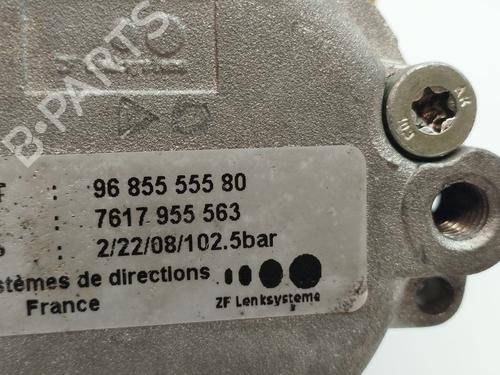 B-PARTS
F : 96 855 555 80
: 7617 955 563
: 2/22/08/102.5bar
stèmes de directions
France
ZF Lenksysteme